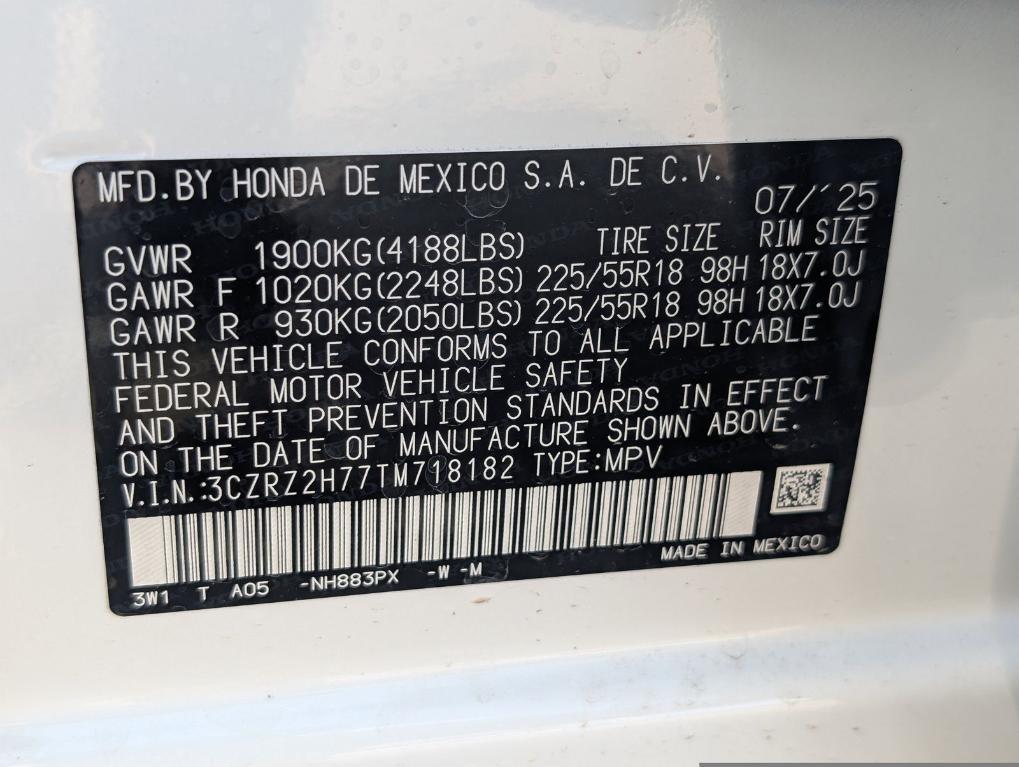 MFD.BY HONDA DE MEXICO S.A. DE C.V.
07/'25
GVWR 1900KG(4188LBS) TIRE SIZE RIM SIZE
GAWR F 1020KG(2248LBS) 225/55R18 98H 18X7.0J
GAWR R 930KG(2050LBS) 225/55R18 98H 18X7.0J
THIS VEHICLE CONFORMS TO ALL APPLICABLE
FEDERAL MOTOR VEHICLE SAFETY
AND THEFT PREVENTION STANDARDS IN EFFECT
ON THE DATE OF MANUFACTURE SHOWN ABOVE.
V.I.N.:3CZRZ2H77TM718182 TYPE:MPV
MADE IN MEXICO
3W1 T A05 -NH883PX -W -M